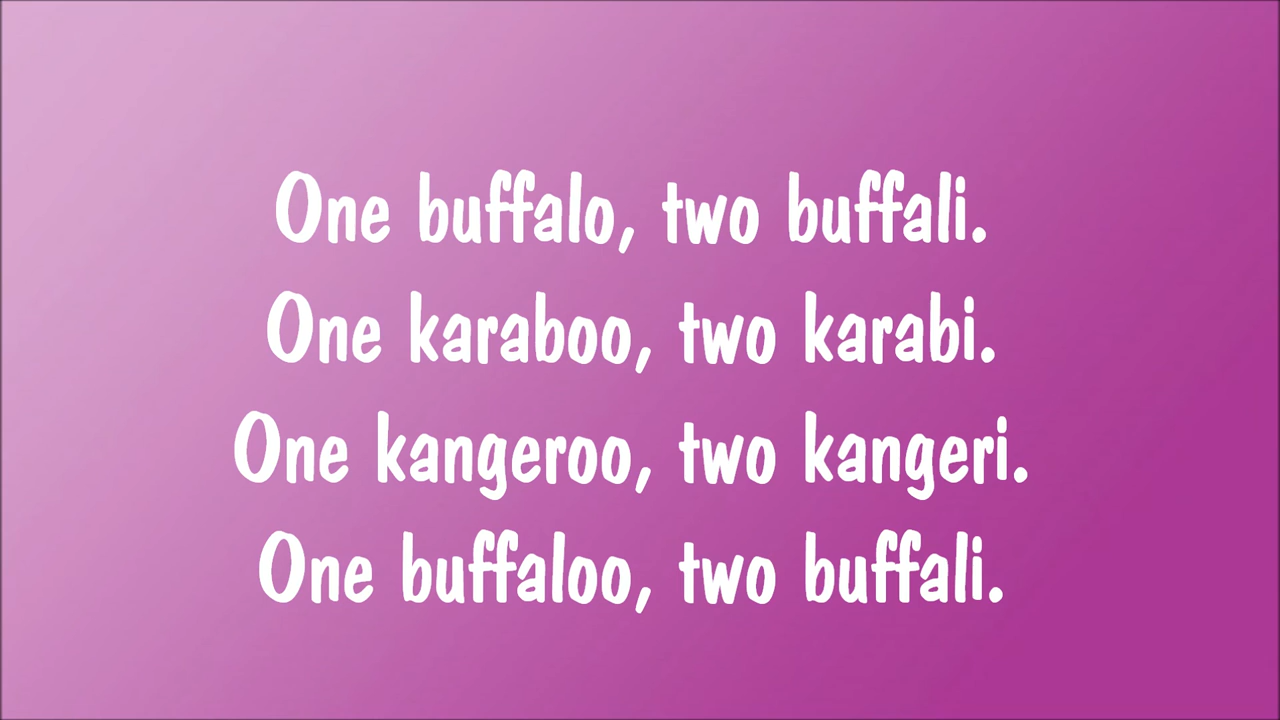 One buffalo, two buffali.
One karaboo, two karabi.
One kangeroo, two kangeri.
One buffaloo, two buffali.